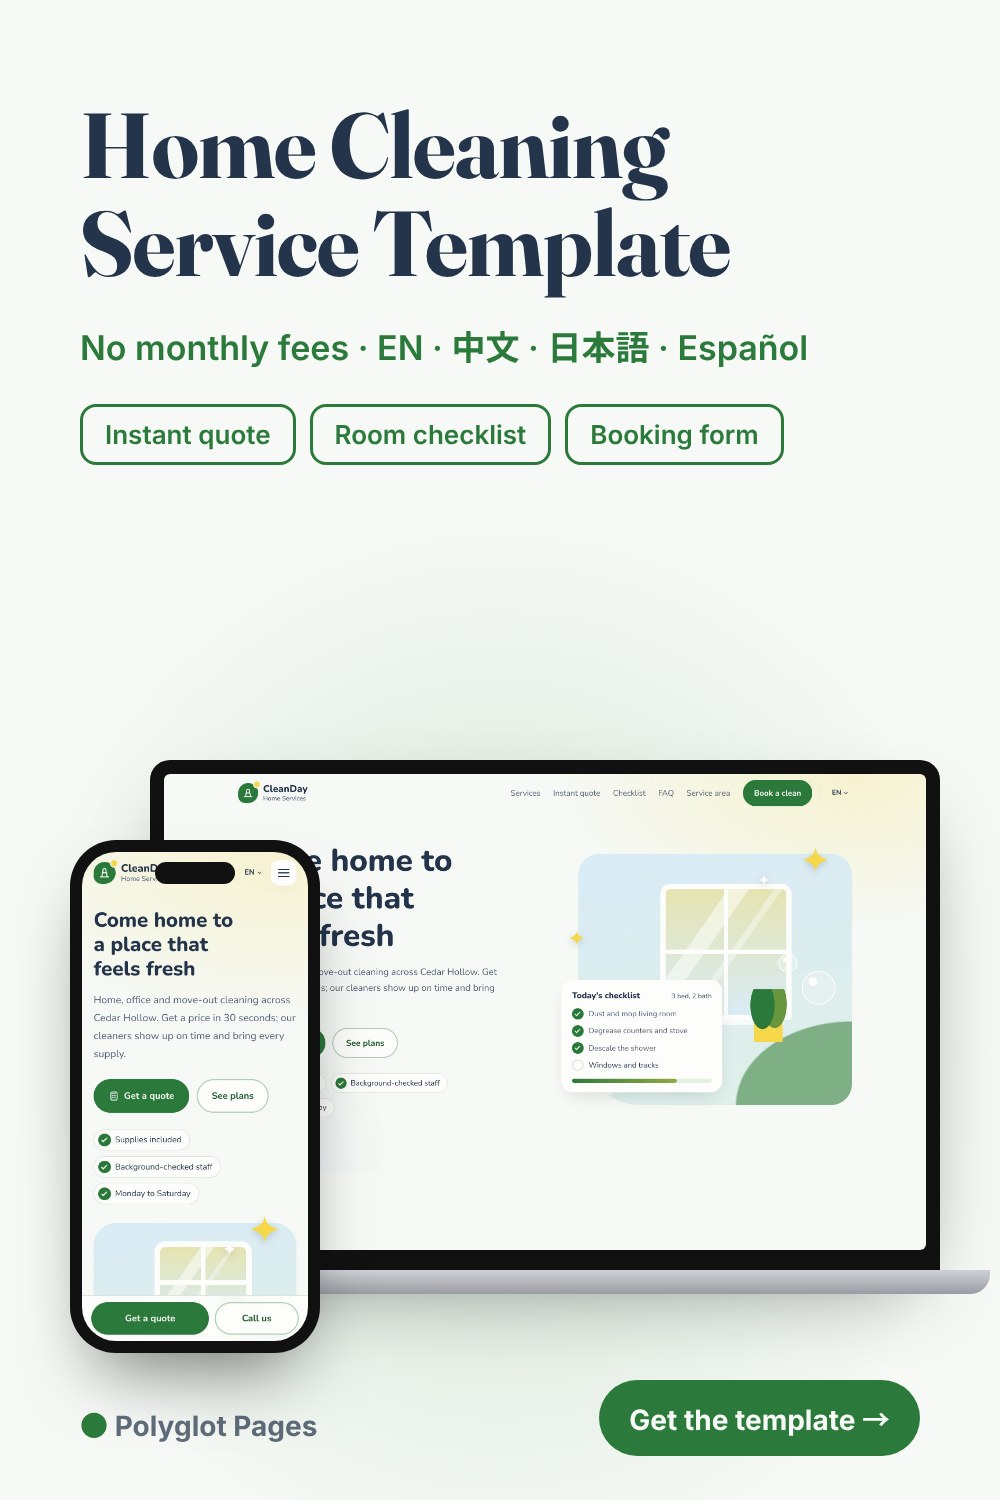 Home Cleaning
Service Template
No monthly fees · EN · 中文 · 日本語 · Español
Instant quote
Room checklist
Booking form
CleanDay
Home Services
Services
Instant quote
Checklist
FAQ
Service area
Book a clean
EN
home to
that
fresh
move-out cleaning across Cedar Hollow. Get
our cleaners show up on time and bring
See plans
Background-checked staff
Today's checklist
3 bed, 2 bath
Dust and mop living room
Degrease counters and stove
Descale the shower
Windows and tracks
EN
Come home to
a place that
feels fresh
Home, office and move-out cleaning across
Cedar Hollow. Get a price in 30 seconds; our
cleaners show up on time and bring every
supply.
Get a quote
See plans
Supplies included
Background-checked staff
Monday to Saturday
Get a quote
Call us
Polyglot Pages
Get the template →